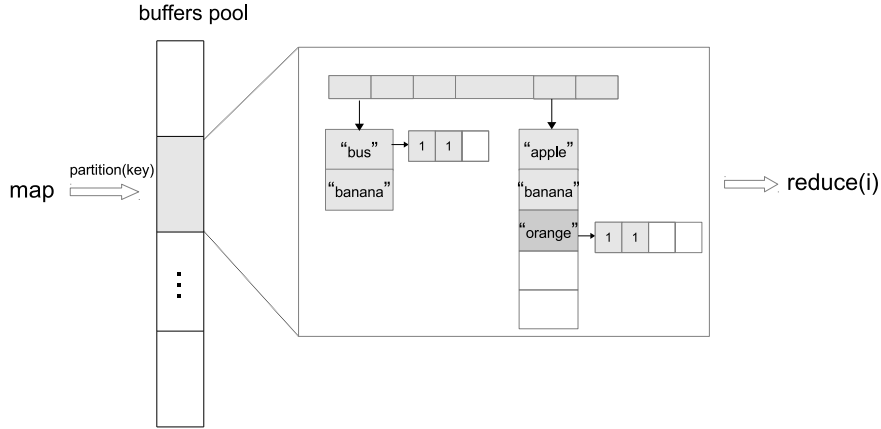 buffers pool
map
partition(key)
“bus”
1 1
“banana”
“apple”
“banana”
“orange”
1 1
reduce(i)